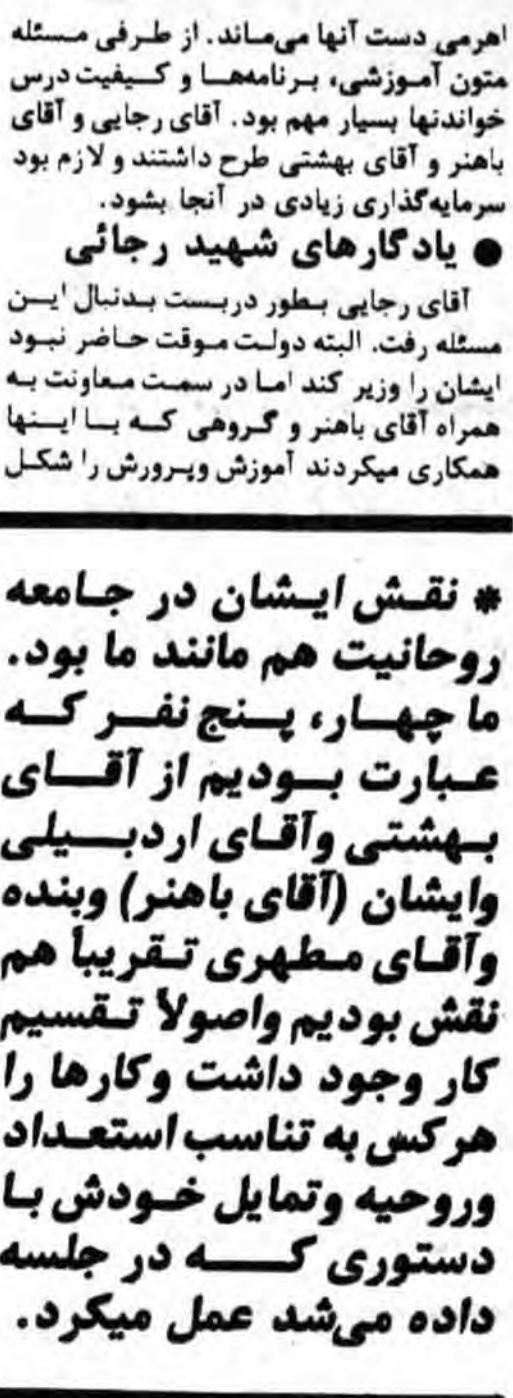 اهرمی دست آنها می‌ماند. از طرفی مسئله
متون آموزشی، برنامه‌ها و کیفیت درس
خواندنها بسیار مهم بود. آقای رجایی و آقای
باهنر و آقای بهشتی طرح داشتند و لازم بود
سرمایه‌گذاری زیادی در آنجا بشود.
● یادگارهای شهید رجائی
آقای رجایی بطور دربست بدنبال این
مسئله رفت. البته دولت موقت حاضر نبود
ایشان را وزیر کند اما در سمت معاونت به
همراه آقای باهنر و گروهی که با اینها
همکاری میکردند آموزش وپرورش را شکل
* نقش ایشان در جامعه
روحانیت هم مانند ما بود.
ما چهار، پنج نفر که
عبارت بودیم از آقای
بهشتی وآقای اردبیلی
وایشان (آقای باهنر) وبنده
وآقای مطهری تقریباً هم
نقش بودیم واصولاً تقسیم
کار وجود داشت وکارها را
هرکس به تناسب استعداد
وروحیه وتمایل خودش با
دستوری که در جلسه
داده می‌شد عمل میکرد.